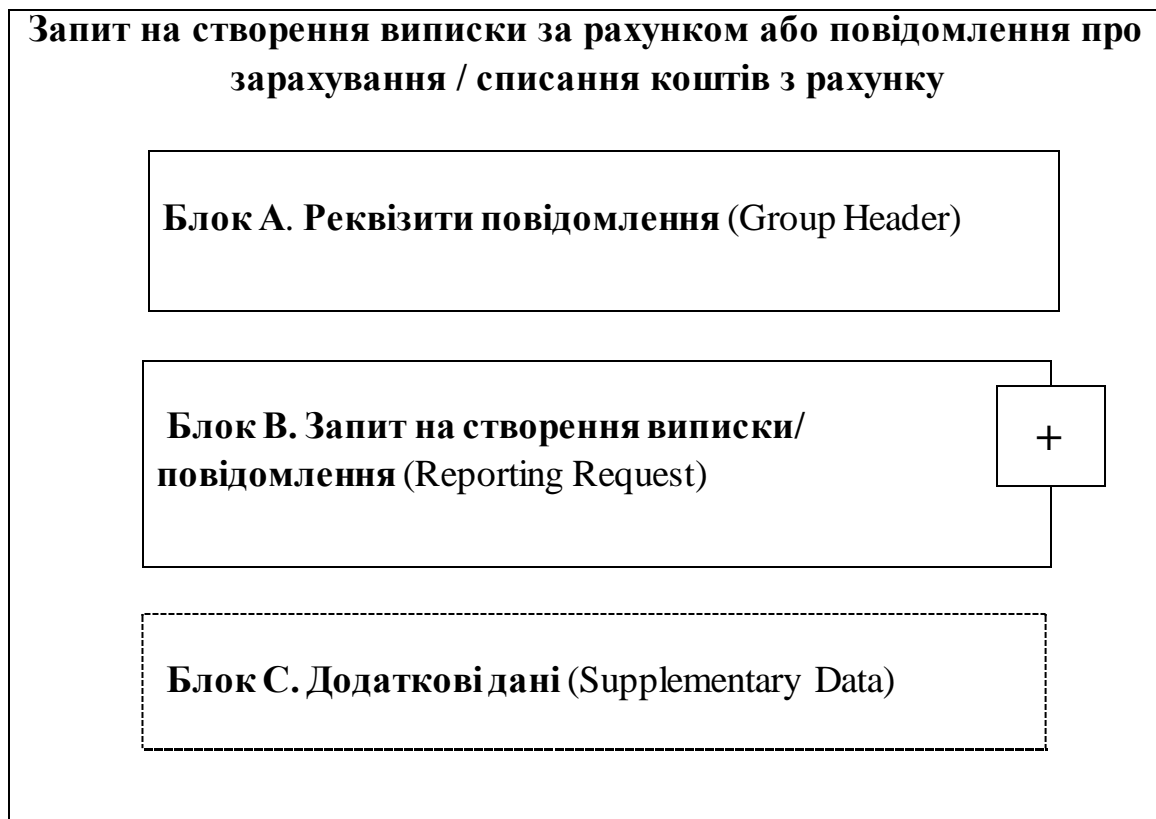 Запит на створення виписки за рахунком або повідомлення про
зарахування / списання коштів з рахунку
Блок А. Реквізити повідомлення (Group Header)
Блок В. Запит на створення виписки/
повідомлення (Reporting Request)
+
Блок С. Додаткові дані (Supplementary Data)